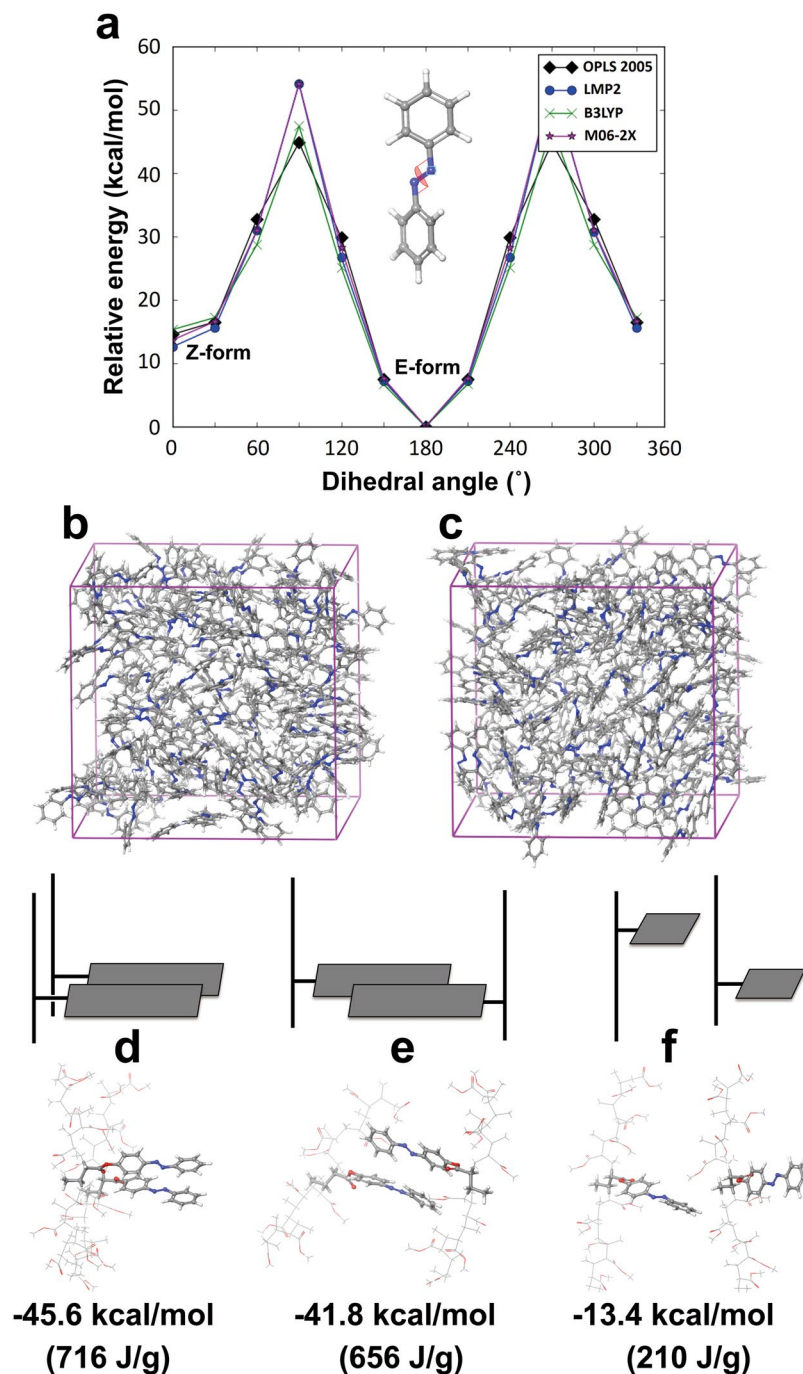 a
60
50
40
30
20
10
0
Relative energy (kcal/mol)
OPLS 2005
LMP2
B3LYP
M06-2X
Z-form
E-form
0 60 120 180 240 300 360
Dihedral angle (°)
b c
d e f
-45.6 kcal/mol -41.8 kcal/mol -13.4 kcal/mol
(716 J/g) (656 J/g) (210 J/g)